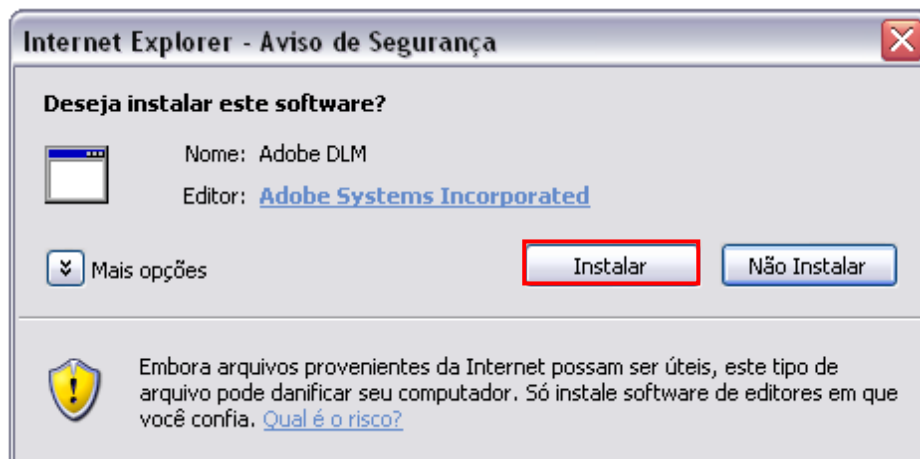 Internet Explorer - Aviso de Segurança
Deseja instalar este software?
Nome: Adobe DLM
Editor: Adobe Systems Incorporated
Mais opções
Instalar
Não Instalar
Embora arquivos provenientes da Internet possam ser úteis, este tipo de
arquivo pode danificar seu computador. Só instale software de editores em que
você confia. Qual é o risco?